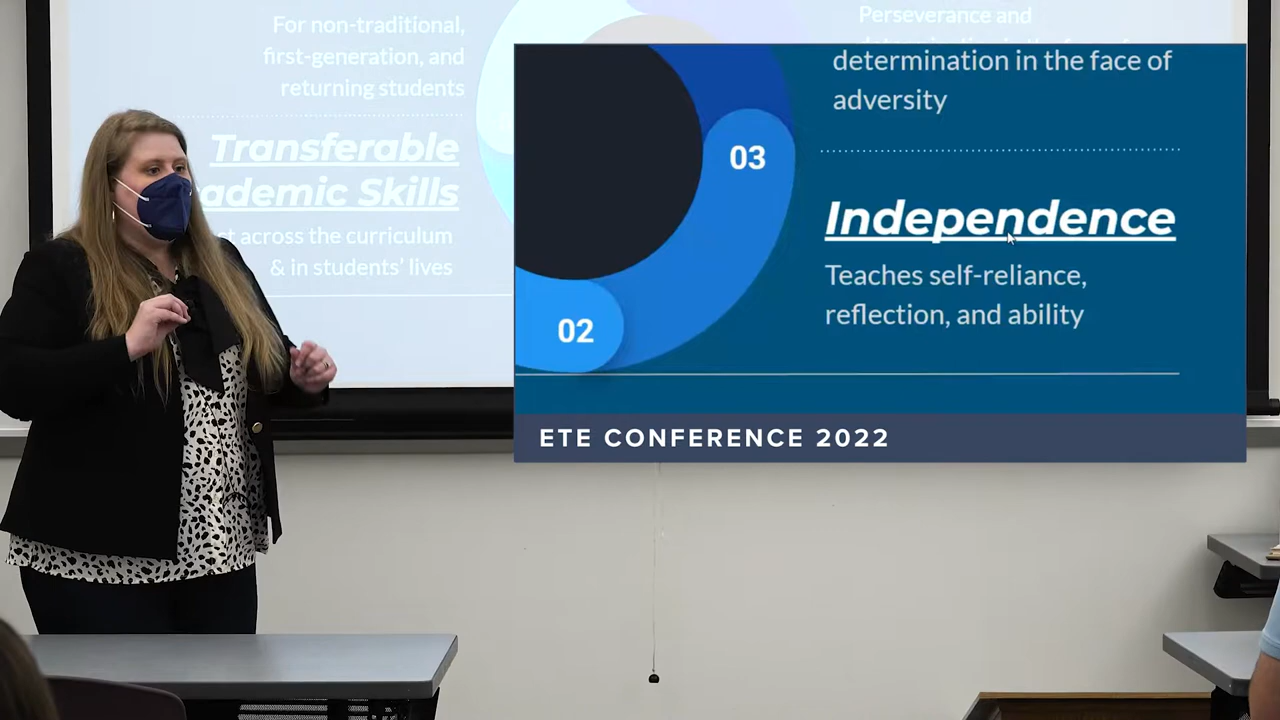 For non-traditional,
first-generation, and
returning students
Transferable
Skills
across the curriculum
& in students' lives
Perseverance and
determination in the face of
adversity
03
Independence
Teaches self-reliance,
reflection, and ability
02
ETE CONFERENCE 2022